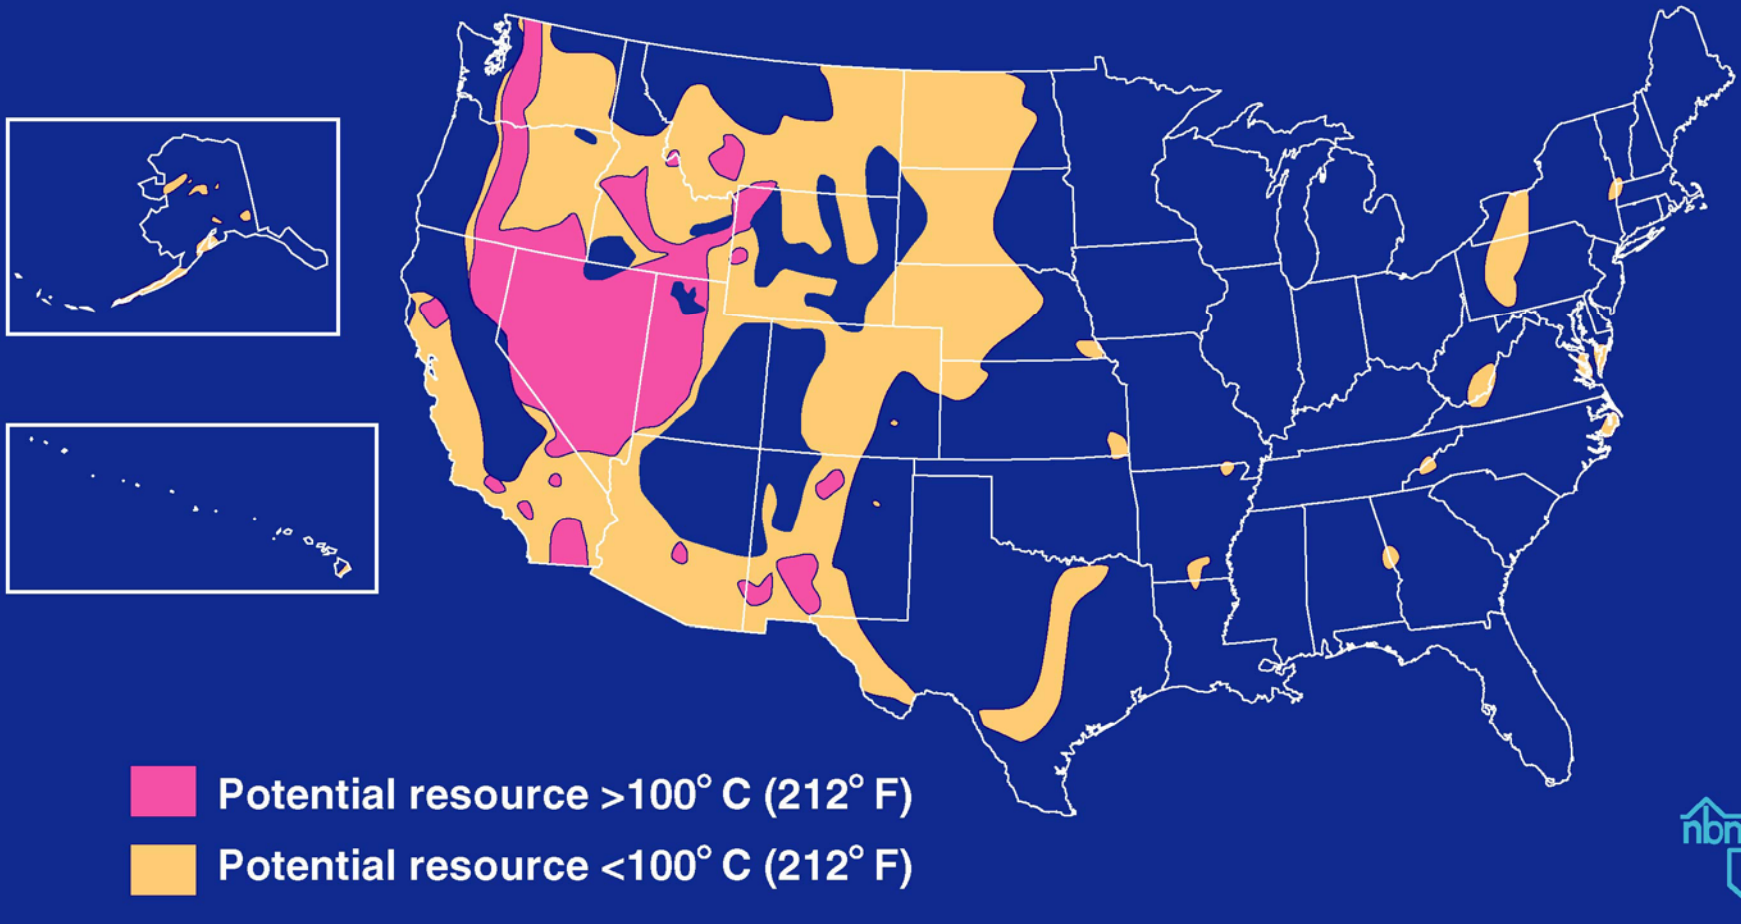 Potential resource >100° C (212° F)
Potential resource <100° C (212° F)